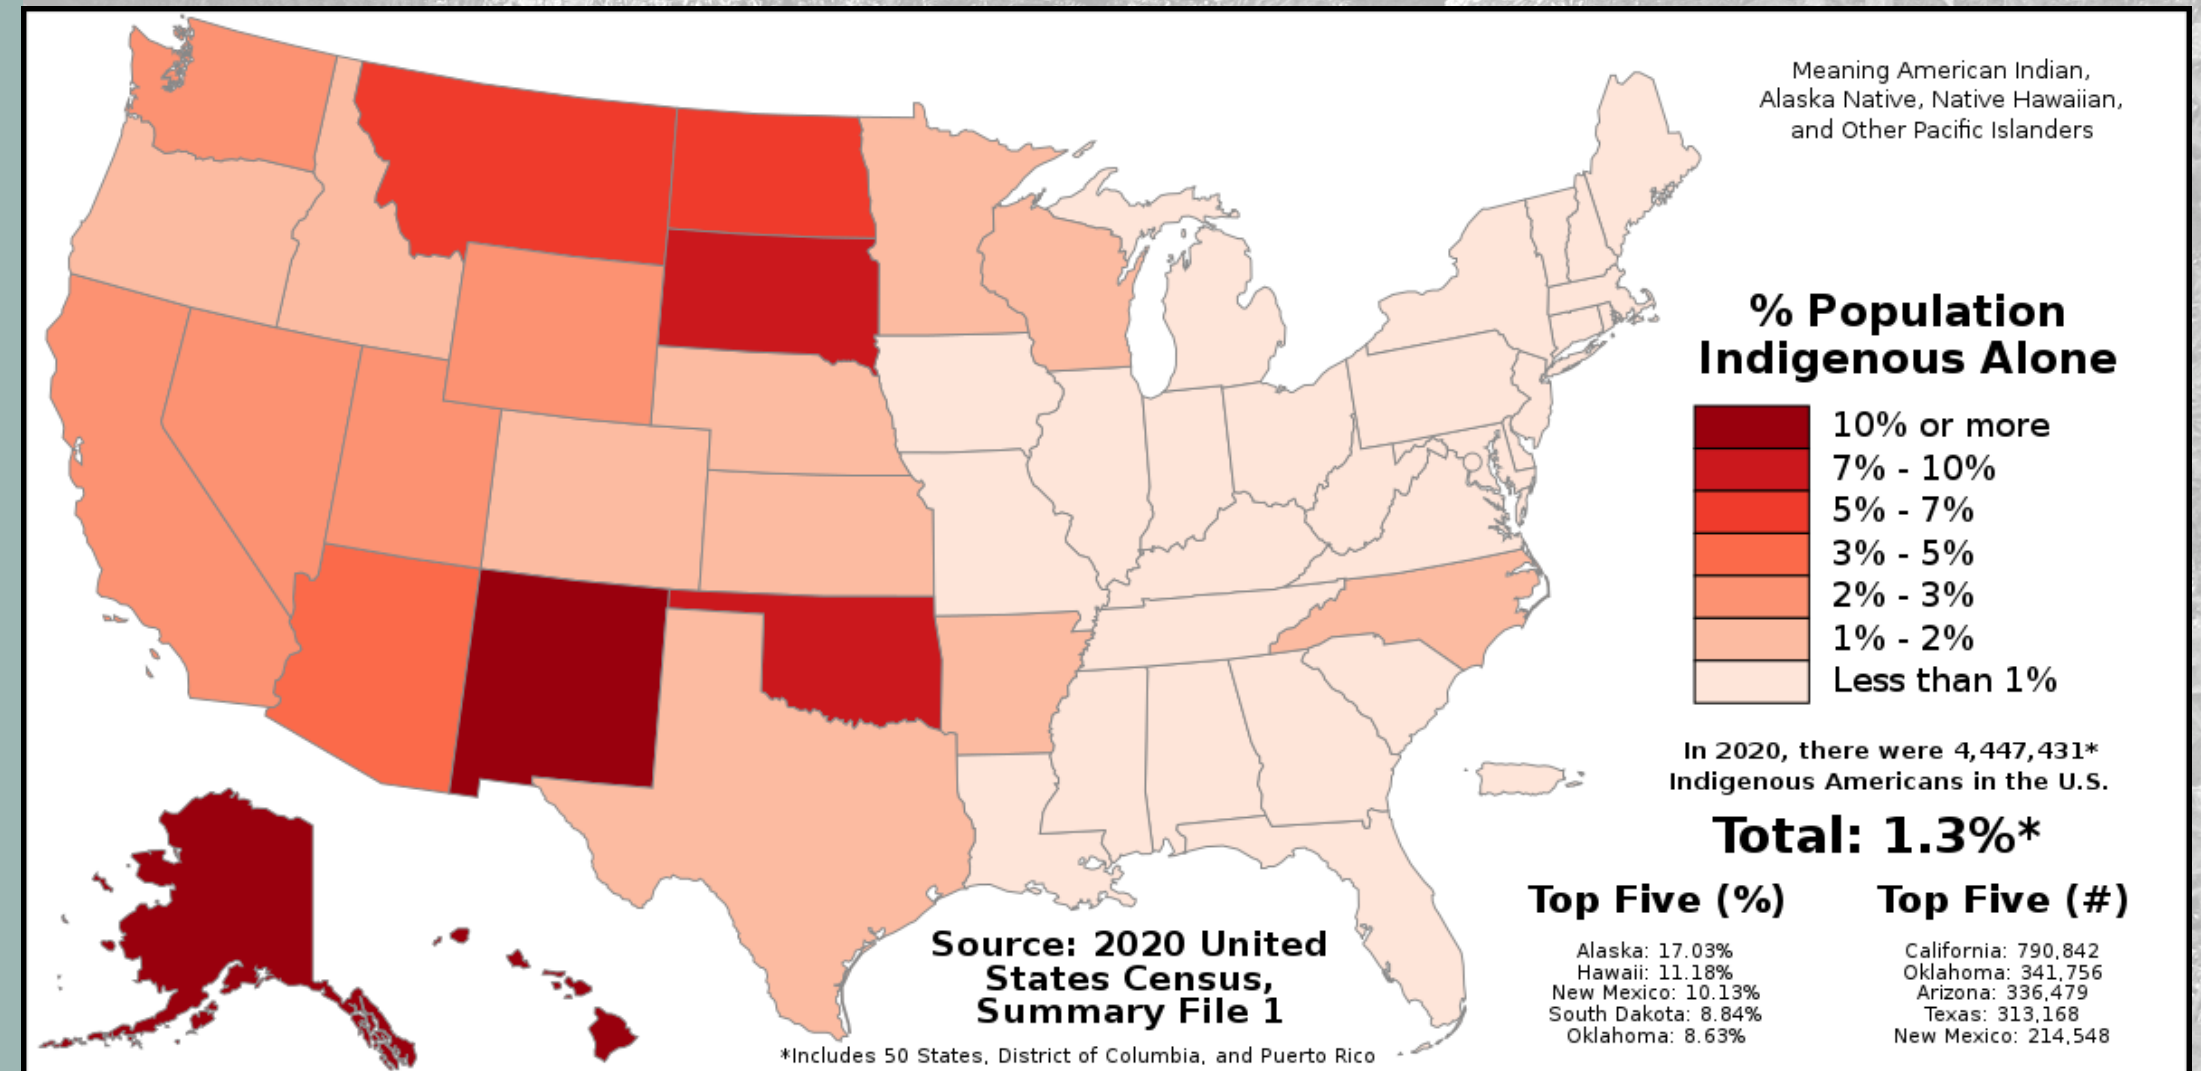 Meaning American Indian,
Alaska Native, Native Hawaiian,
and Other Pacific Islanders
% Population
Indigenous Alone
10% or more
7% - 10%
5% - 7%
3% - 5%
2% - 3%
1% - 2%
Less than 1%
In 2020, there were 4,447,431*
Indigenous Americans in the U.S.
Total: 1.3%*
Top Five (%)
Alaska: 17.03%
Hawaii: 11.18%
New Mexico: 10.13%
South Dakota: 8.84%
Oklahoma: 8.63%
Top Five (#)
California: 790,842
Oklahoma: 341,756
Arizona: 336,479
Texas: 313,168
New Mexico: 214,548
Source: 2020 United
States Census,
Summary File 1
*Includes 50 States, District of Columbia, and Puerto Rico